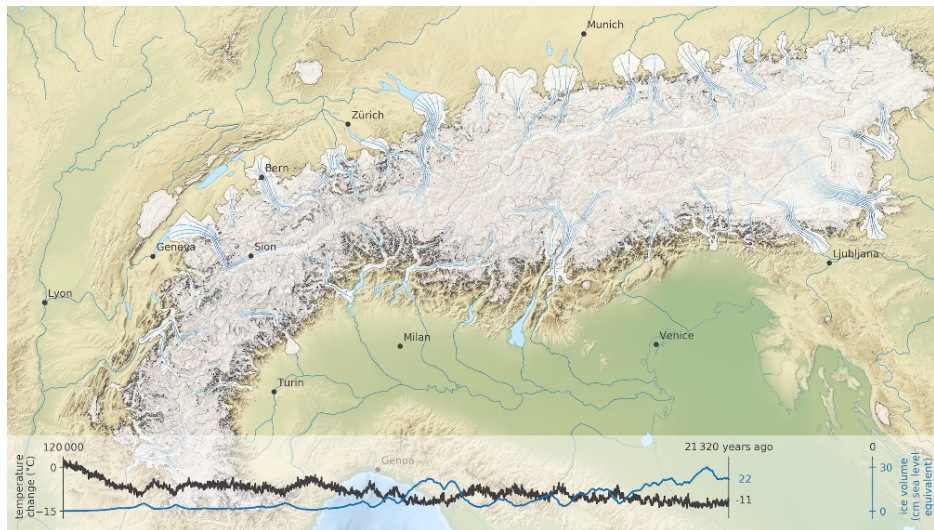 Munich
Zürich
Bern
Geneva
Sion
Ljubljana
Lyon
Milan
Venice
Turin
120 000
21 320 years ago
0
Genoa
temperature
change (°C)
0
−15
22
-11
30
0
ice volume
(cm sea level
equivalent)